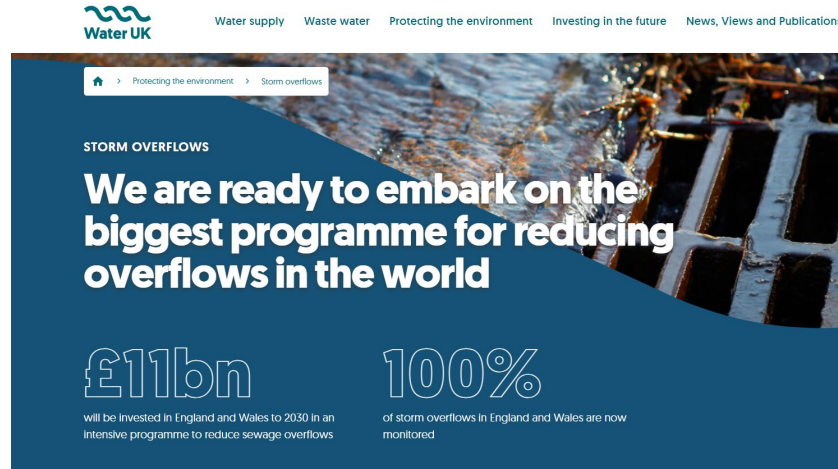 Water UK
Water supply Waste water Protecting the environment Investing in the future News, Views and Publications
Protecting the environment > Storm overflows
STORM OVERFLOWS
We are ready to embark on the
biggest programme for reducing
overflows in the world
£11bn
will be invested in England and Wales to 2030 in an
intensive programme to reduce sewage overflows
100%
of storm overflows in England and Wales are now
monitored